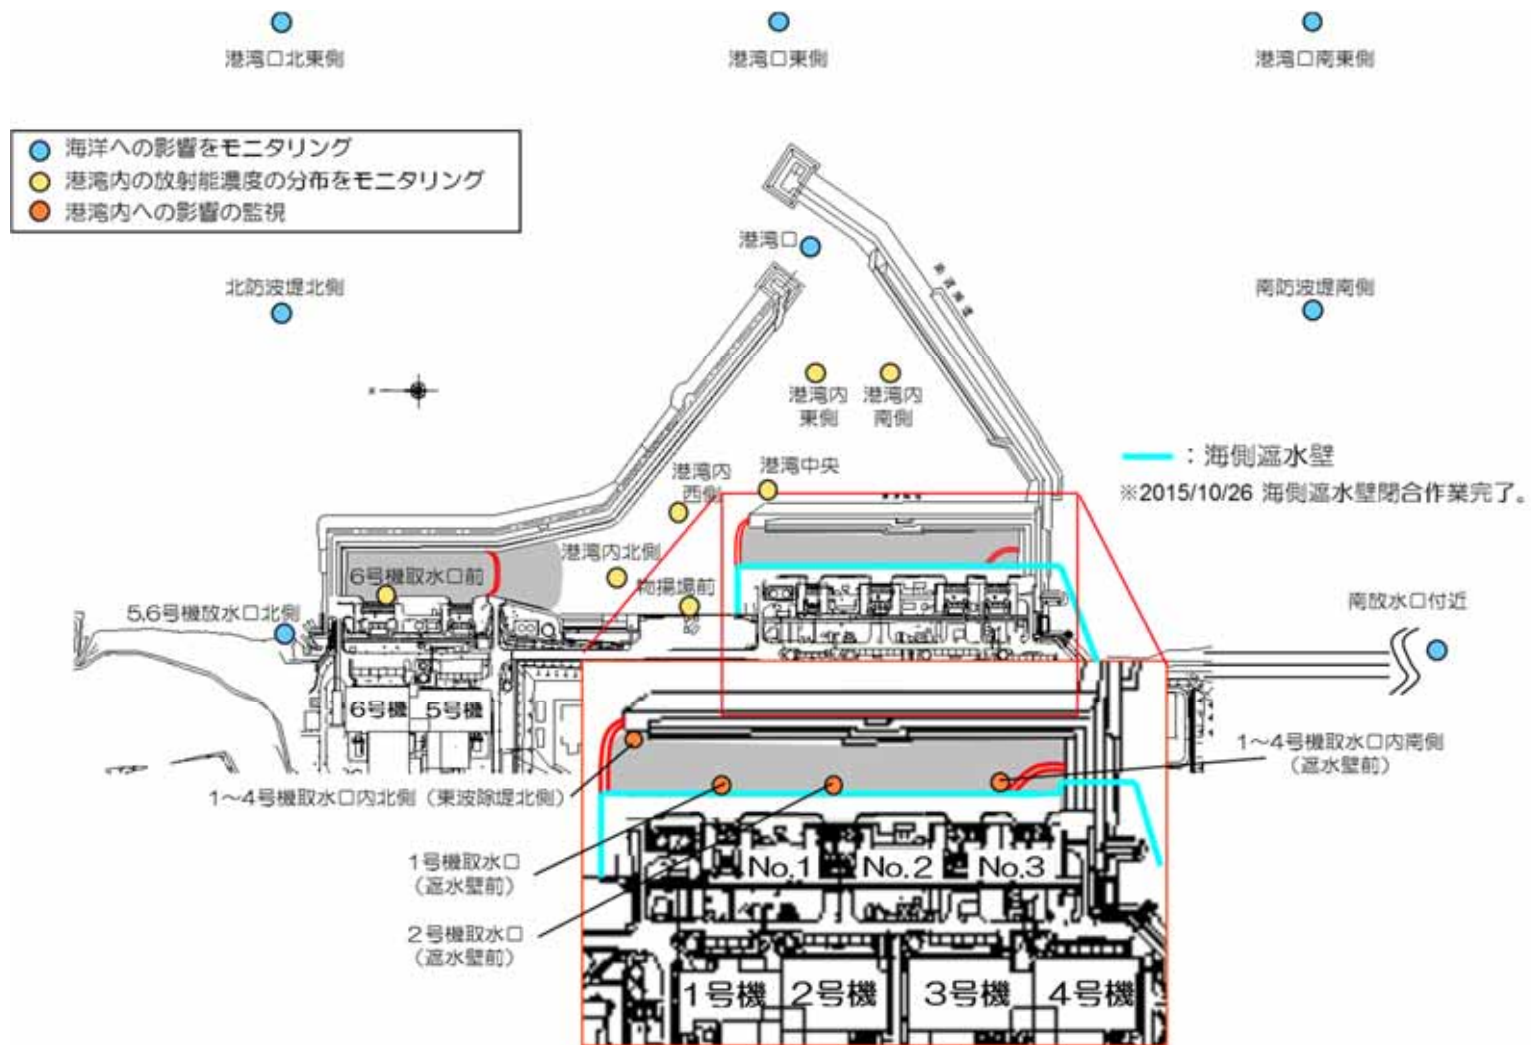 港湾口北東側
港湾口東側
港湾口南東側
海洋への影響をモニタリング
港湾内の放射能濃度の分布をモニタリング
港湾内への影響の監視
港湾口
北防波堤北側
南防波堤南側
港湾内
東側
港湾内
南側
:海側遮水壁
※2015/10/26 海側遮水壁閉合作業完了。
港湾中央
港湾内
西側
港湾内北側
物揚場前
6号機取水口前
5,6号機放水口北側
南放水口付近
6号機
5号機
1～4号機取水口内南側
(遮水壁前)
1～4号機取水口内北側(東波除堤北側)
1号機取水口
(遮水壁前)
2号機取水口
(遮水壁前)
No.1
No.2
No.3
1号機
2号機
3号機
4号機